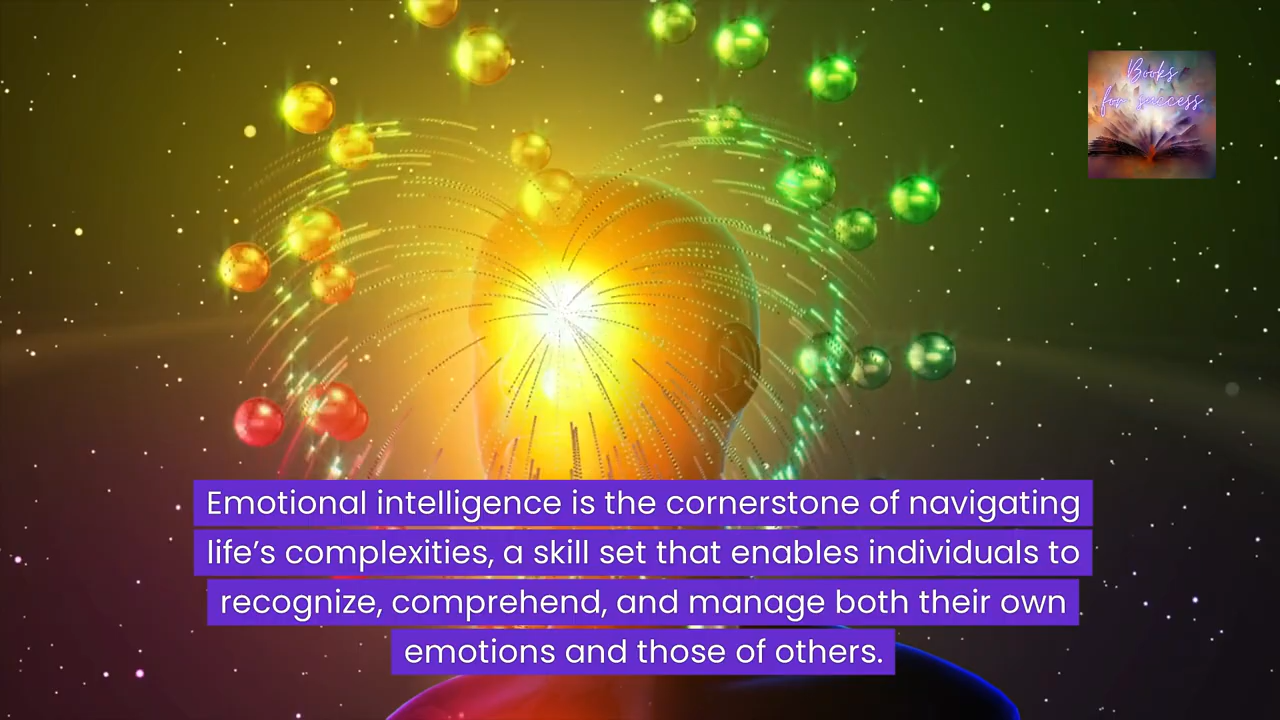 Books
for success
Emotional intelligence is the cornerstone of navigating
life’s complexities, a skill set that enables individuals to
recognize, comprehend, and manage both their own
emotions and those of others.